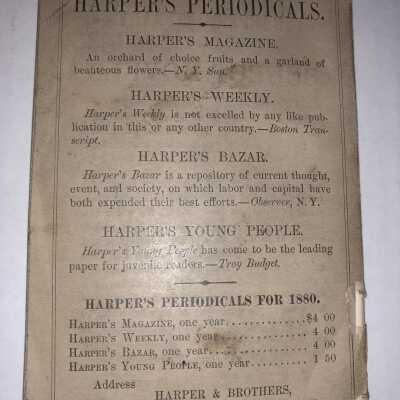 HARPER'S PERIODICALS.
HARPER'S MAGAZINE.
An orchard of choice fruits and a garland of
beauteous flowers.—N. Y. Sun.
HARPER'S WEEKLY.
Harper's Weekly is not excelled by any like pub-
lication in this or any other country.—Boston Tran-
script.
HARPER'S BAZAR.
Harper's Bazar is a repository of current thought,
event, and society, on which labor and capital have
both expended their best efforts.—Observer, N. Y.
HARPER'S YOUNG PEOPLE.
Harper's Young People has come to be the leading
paper for juvenile readers.—Troy Budget.
HARPER'S PERIODICALS FOR 1880.
HARPER'S MAGAZINE, one year.............$4 00
HARPER'S WEEKLY, one year............... 4 00
HARPER'S BAZAR, one year................ 4 00
HARPER'S YOUNG PEOPLE, one year......... 1 50
Address
HARPER & BROTHERS,